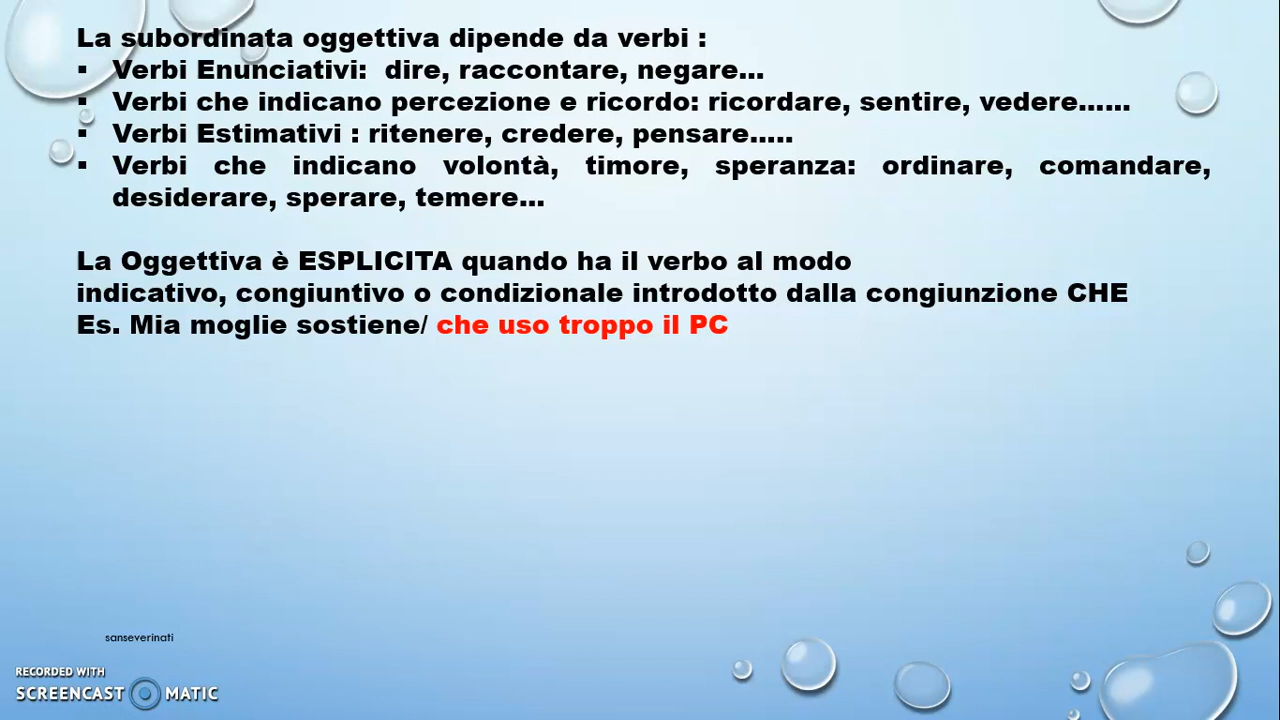 La subordinata oggettiva dipende da verbi :
▪ Verbi Enunciativi: dire, raccontare, negare...
▪ Verbi che indicano percezione e ricordo: ricordare, sentire, vedere......
▪ Verbi Estimativi : ritenere, credere, pensare.....
▪ Verbi che indicano volontà, timore, speranza: ordinare, comandare,
desiderare, sperare, temere...
La Oggettiva è ESPLICITA quando ha il verbo al modo
indicativo, congiuntivo o condizionale introdotto dalla congiunzione CHE
Es. Mia moglie sostiene/ che uso troppo il PC
sanseverinati
RECORDED WITH
SCREENCAST MATIC